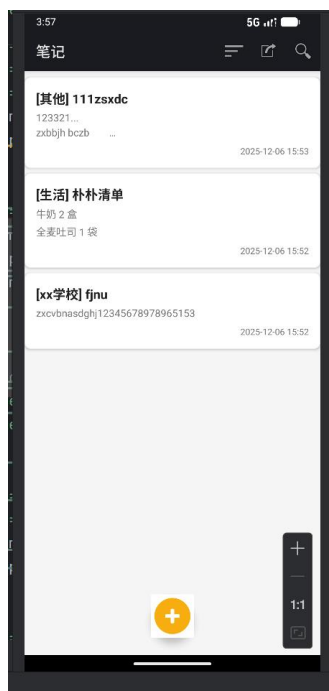 3:57 5G
笔记
[其他] 111zsxdc
123321...
zxbbjh bczb ...
2025-12-06 15:53
[生活] 朴朴清单
牛奶 2 盒
全麦吐司 1 袋
2025-12-06 15:52
[xx学校] fjnu
zxcvbnasdghj12345678978965153
2025-12-06 15:52
1:1